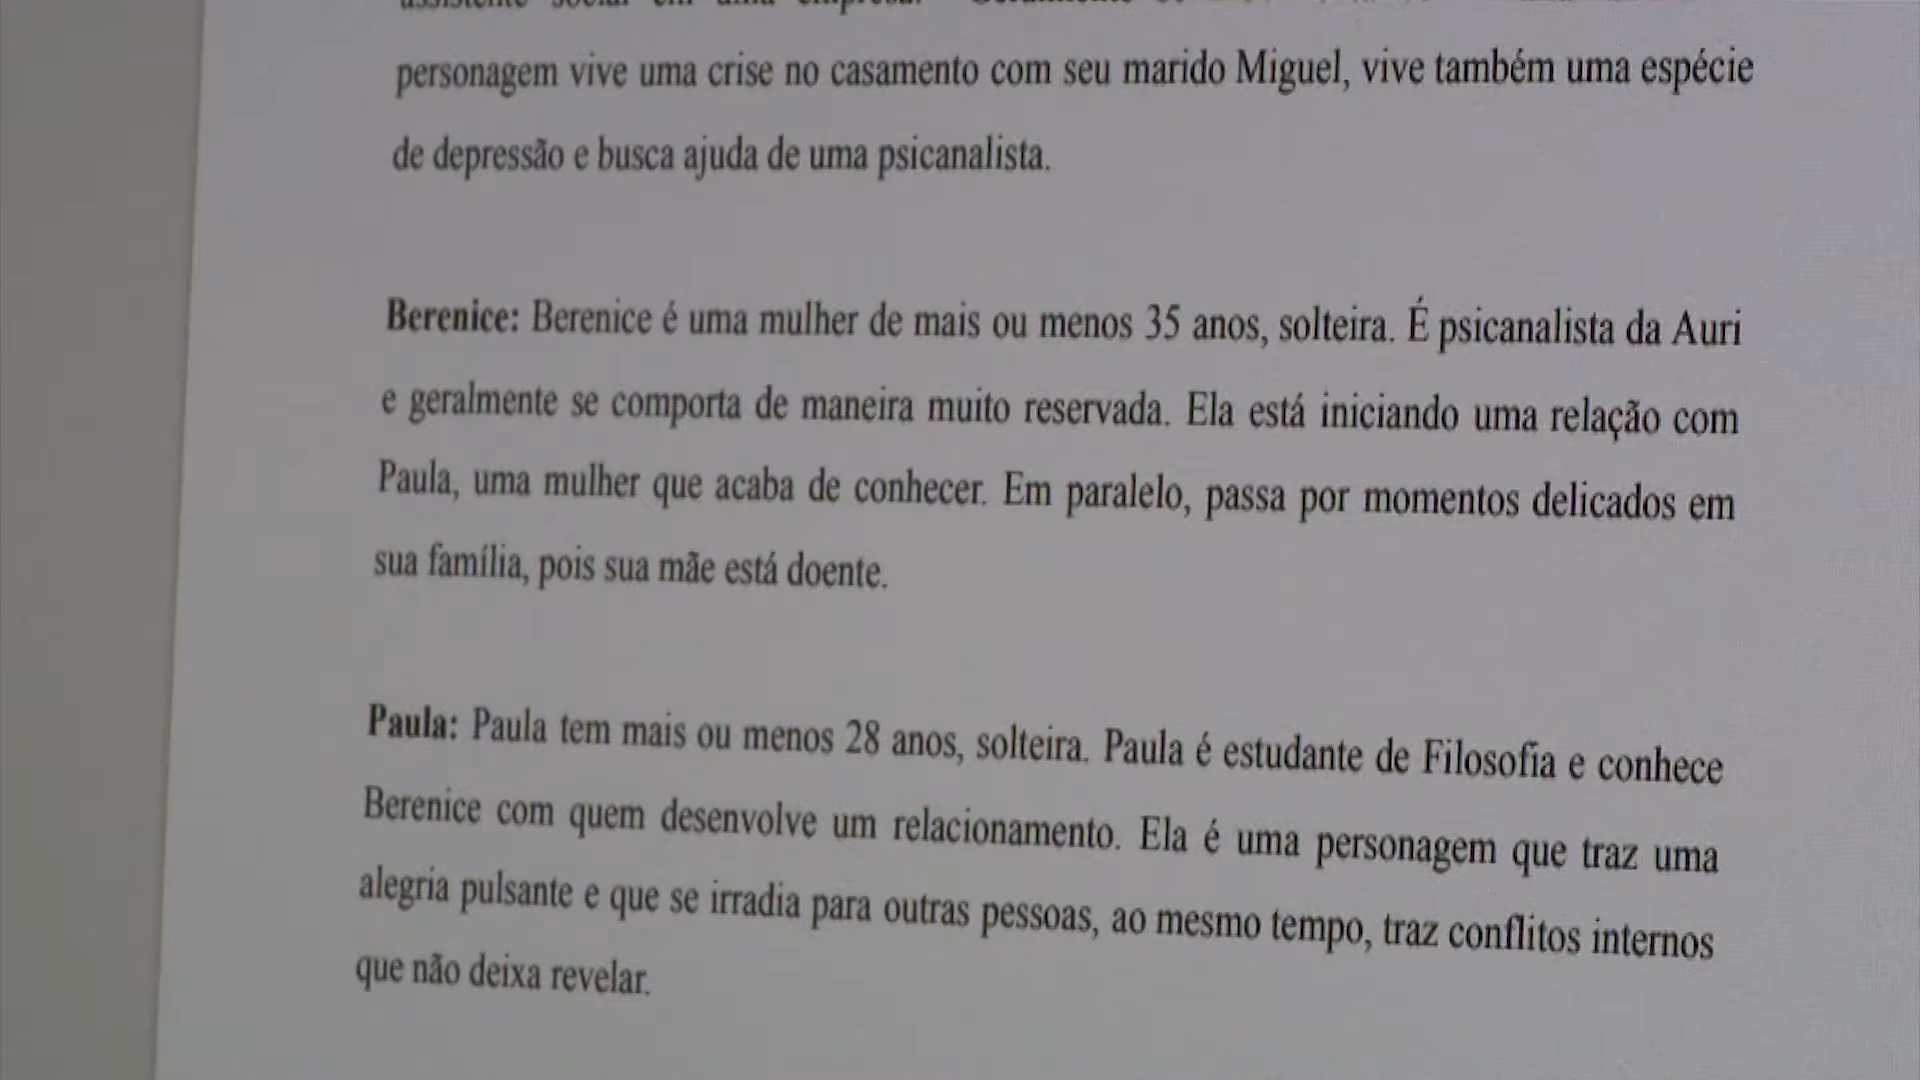 assistente social em uma empresa.
personagem vive uma crise no casamento com seu marido Miguel, vive também uma espécie
de depressão e busca ajuda de uma psicanalista.
Berenice: Berenice é uma mulher de mais ou menos 35 anos, solteira. É psicanalista da Auri
e geralmente se comporta de maneira muito reservada. Ela está iniciando uma relação com
Paula, uma mulher que acaba de conhecer. Em paralelo, passa por momentos delicados em
sua família, pois sua mãe está doente.
Paula: Paula tem mais ou menos 28 anos, solteira. Paula é estudante de Filosofia e conhece
Berenice com quem desenvolve um relacionamento. Ela é uma personagem que traz uma
alegria pulsante e que se irradia para outras pessoas, ao mesmo tempo, traz conflitos internos
que não deixa revelar.